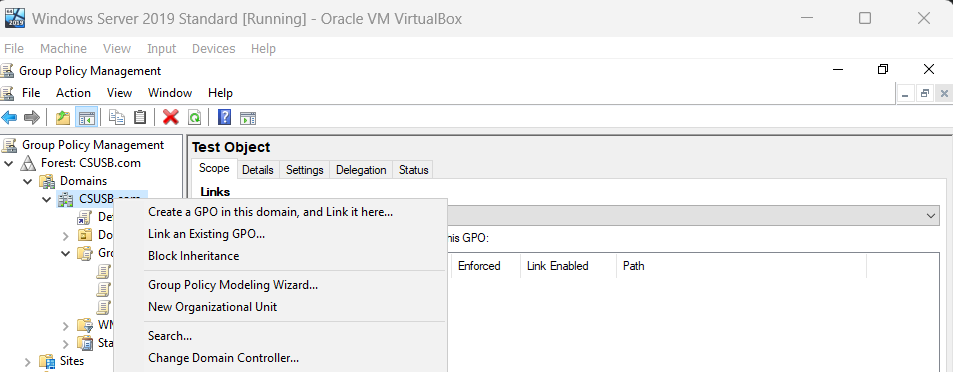 Windows Server 2019 Standard [Running] - Oracle VM VirtualBox
File Machine View Input Devices Help
Group Policy Management
File Action View Window Help
Group Policy Management
Forest: CSUSB.com
Domains
CSUSB.com
De
Do
Gro
WM
Sta
Sites
Create a GPO in this domain, and Link it here...
Link an Existing GPO...
Block Inheritance
Group Policy Modeling Wizard...
New Organizational Unit
Search...
Change Domain Controller...
Test Object
Scope Details Settings Delegation Status
Links
his GPO:
Enforced Link Enabled Path